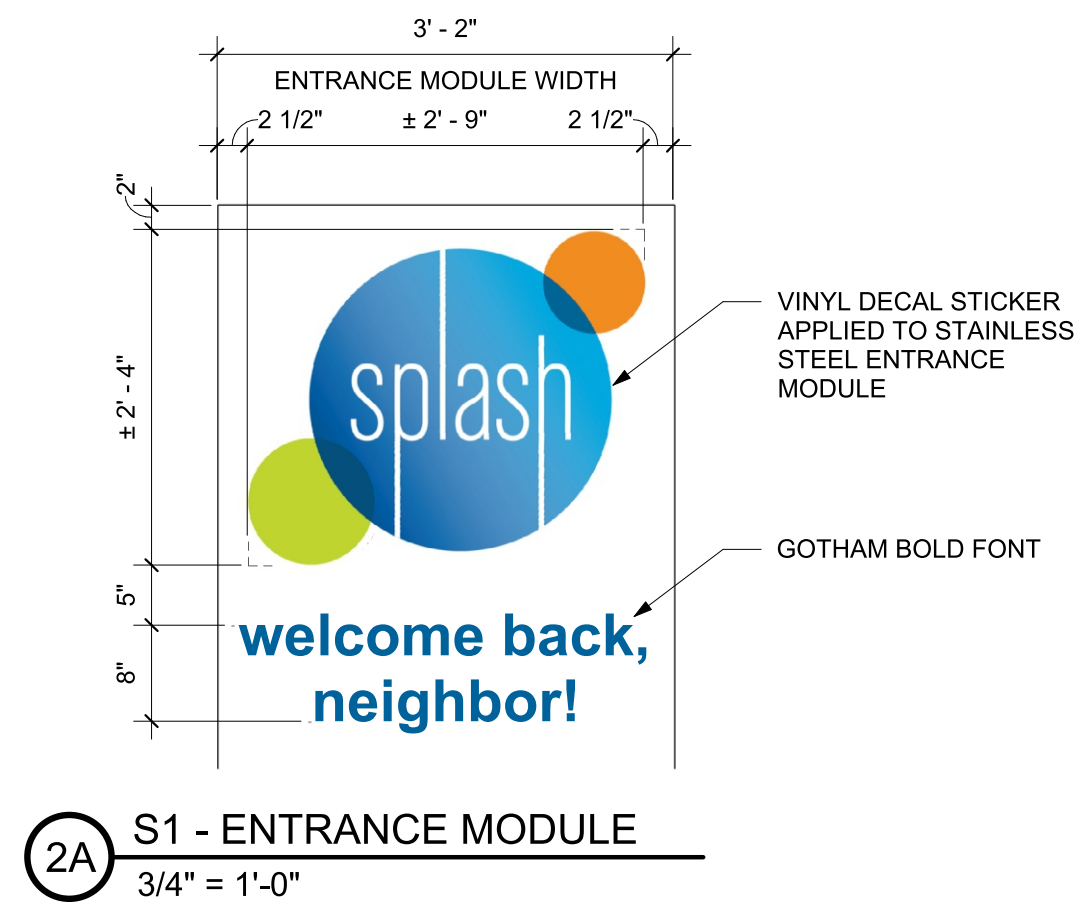 3' - 2"
ENTRANCE MODULE WIDTH
2 1/2" ± 2' - 9" 2 1/2"
2"
± 2' - 4"
5"
8"
splash
VINYL DECAL STICKER
APPLIED TO STAINLESS
STEEL ENTRANCE
MODULE
GOTHAM BOLD FONT
welcome back,
neighbor!
2A
S1 - ENTRANCE MODULE
3/4" = 1'-0"